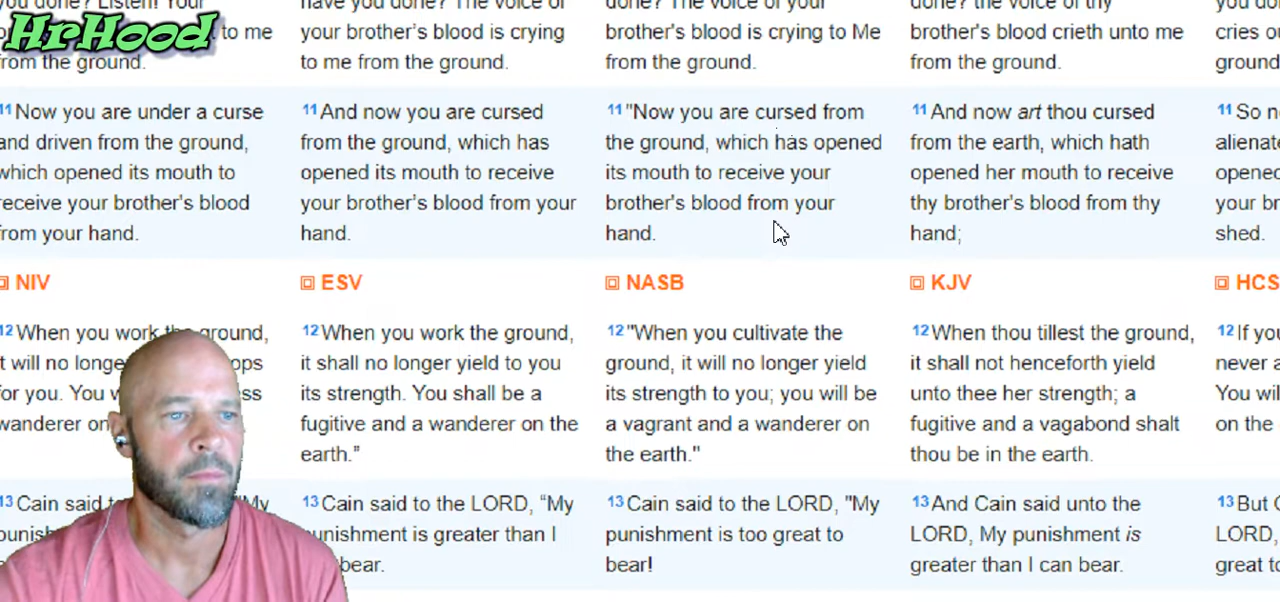 you done? Listen! Your
to me
from the ground.
HrHood
11 Now you are under a curse
and driven from the ground,
which opened its mouth to
receive your brother's blood
from your hand.
NIV
12 When you work the ground,
it will no longer
for you. You
wanderer on
13 Cain said to "My
have you done? The voice of
your brother's blood is crying
to me from the ground.
11 And now you are cursed
from the ground, which has
opened its mouth to receive
your brother's blood from your
hand.
ESV
12 When you work the ground,
it shall no longer yield to you
its strength. You shall be a
fugitive and a wanderer on the
earth.”
13 Cain said to the LORD, “My
punishment is greater than I
bear.
done? The voice of your
brother's blood is crying to Me
from the ground.
11 "Now you are cursed from
the ground, which has opened
its mouth to receive your
brother's blood from your
hand.
NASB
12 "When you cultivate the
ground, it will no longer yield
its strength to you; you will be
a vagrant and a wanderer on
the earth."
13 Cain said to the LORD, "My
punishment is too great to
bear!
done? the voice of thy
brother's blood crieth unto me
from the ground.
11 And now art thou cursed
from the earth, which hath
opened her mouth to receive
thy brother's blood from thy
hand;
KJV
12 When thou tillest the ground,
it shall not henceforth yield
unto thee her strength; a
fugitive and a vagabond shalt
thou be in the earth.
13 And Cain said unto the
LORD, My punishment is
greater than I can bear.
you
cries
ground
11 So
opened
your
shed.
HCS
12 If you
never
You will
on the
13 But
LORD,
great